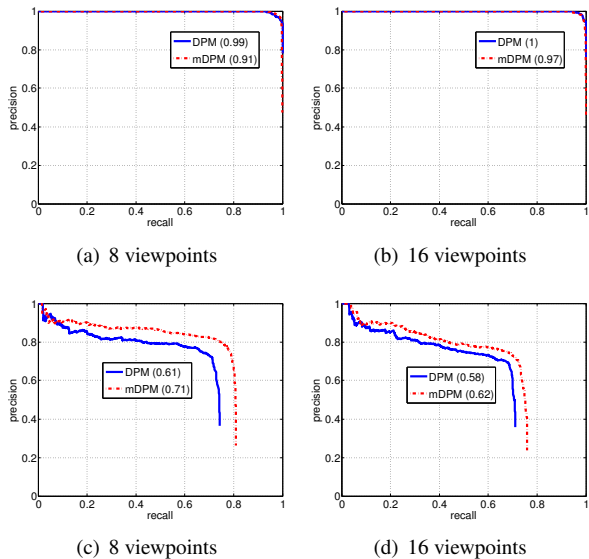 1
0.8
0.6
0.4
0.2
0
precision
DPM (0.99)
mDPM (0.91)
0 0.2 0.4 0.6 0.8 1
recall
(a) 8 viewpoints
1
0.8
0.6
0.4
0.2
0
precision
DPM (1)
mDPM (0.97)
0 0.2 0.4 0.6 0.8 1
recall
(b) 16 viewpoints
1
0.8
0.6
0.4
0.2
0
precision
DPM (0.61)
mDPM (0.71)
0 0.2 0.4 0.6 0.8 1
recall
(c) 8 viewpoints
1
0.8
0.6
0.4
0.2
0
precision
DPM (0.58)
mDPM (0.62)
0 0.2 0.4 0.6 0.8 1
recall
(d) 16 viewpoints